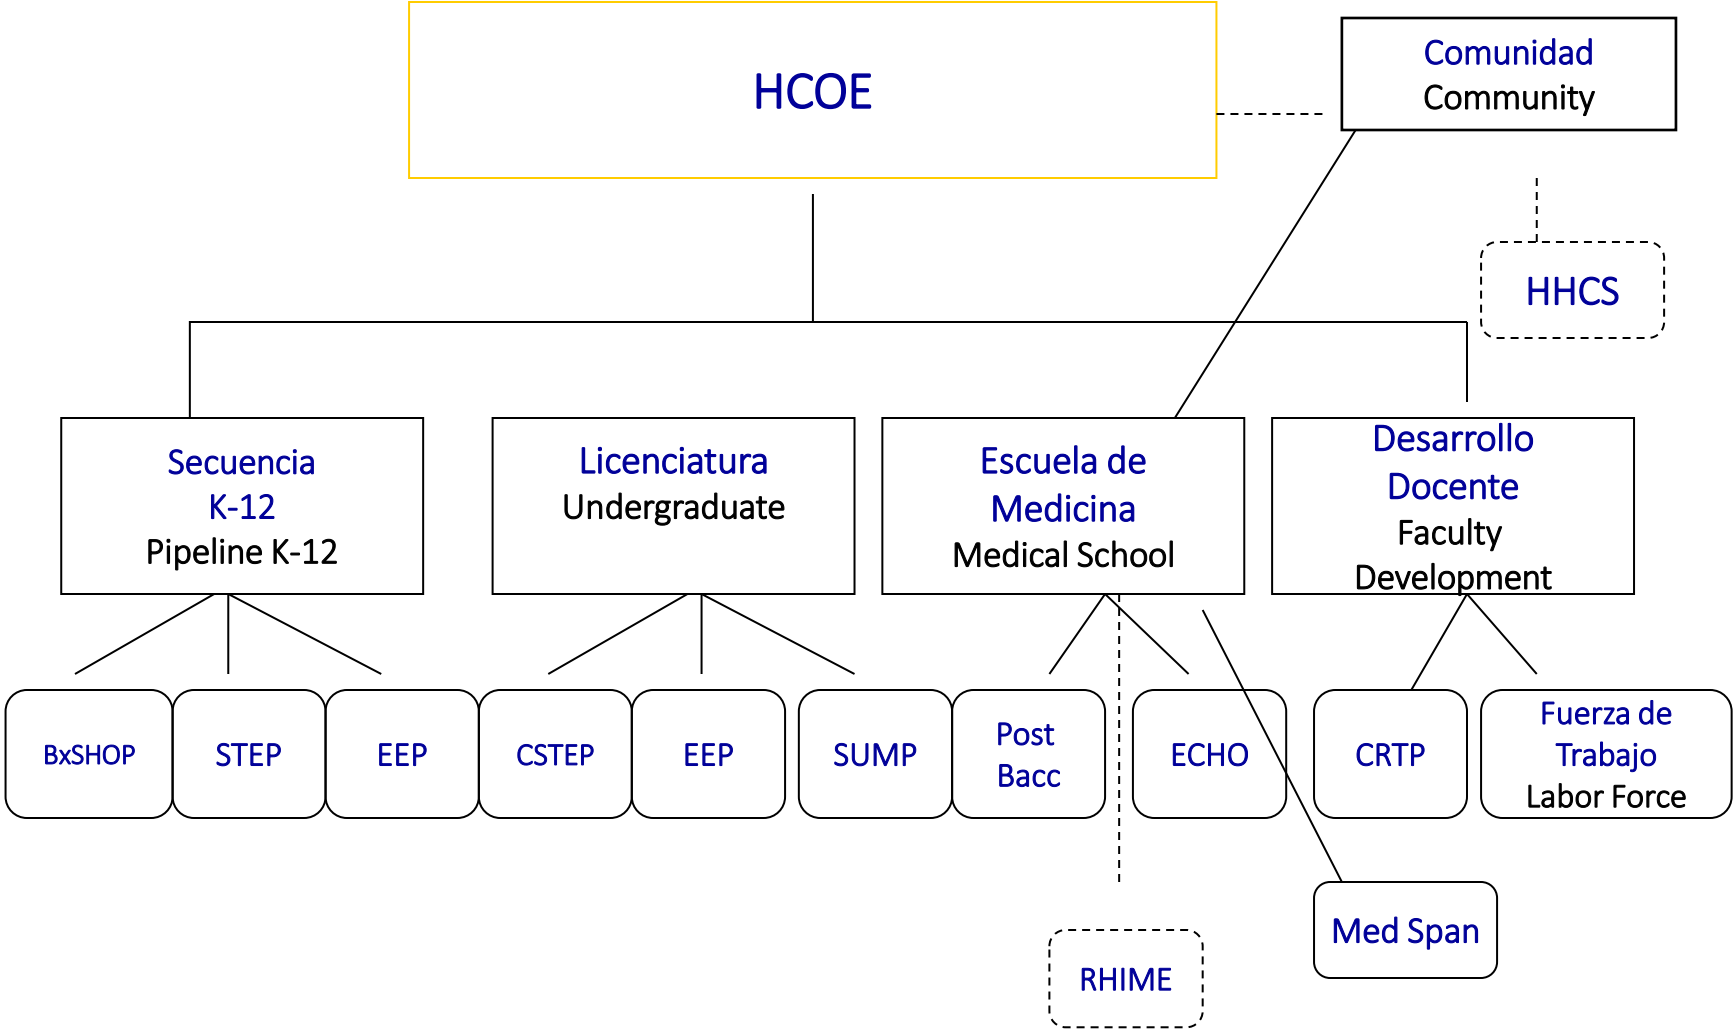 HCOE
Comunidad
Community
HHCS
Secuencia
K-12
Pipeline K-12
Licenciatura
Undergraduate
Escuela de
Medicina
Medical School
Desarrollo
Docente
Faculty
Development
BxSHOP
STEP
EEP
CSTEP
EEP
SUMP
Post
Bacc
ECHO
CRTP
Fuerza de
Trabajo
Labor Force
Med Span
RHIME